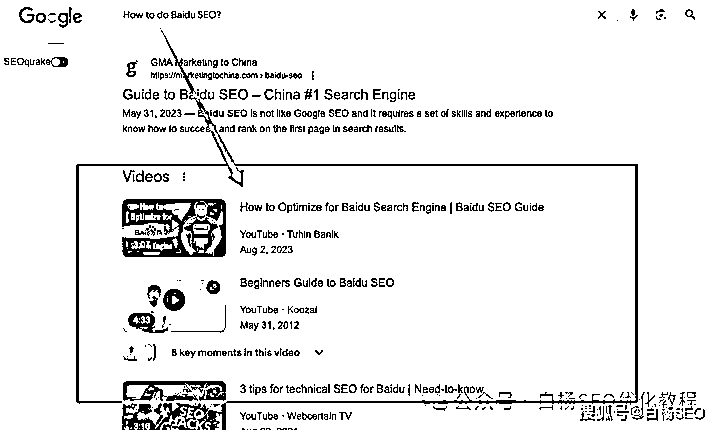 Google
How to do Baidu SEO?
SEOquake
GMA Marketing to China
https://marketingtochina.com › baidu-seo
Guide to Baidu SEO – China #1 Search Engine
May 31, 2023 — Baidu SEO is not like Google SEO and it requires a set of skills and experience to
know how to succeed and rank on the first page in search results.
Videos
How to
Optimize for
How to Optimize for Baidu Search Engine | Baidu SEO Guide
YouTube · Tuhin Banik
Aug 2, 2023
Beginners Guide to Baidu SEO
4:33
YouTube · Koozai
May 31, 2012
8 key moments in this video
3 tips for technical SEO for Baidu | Need-to-know
SEO
HACKS
YouTube · Webcertain TV
公众号 · 白杨SEO优化教程
搜狐号@白杨SEO